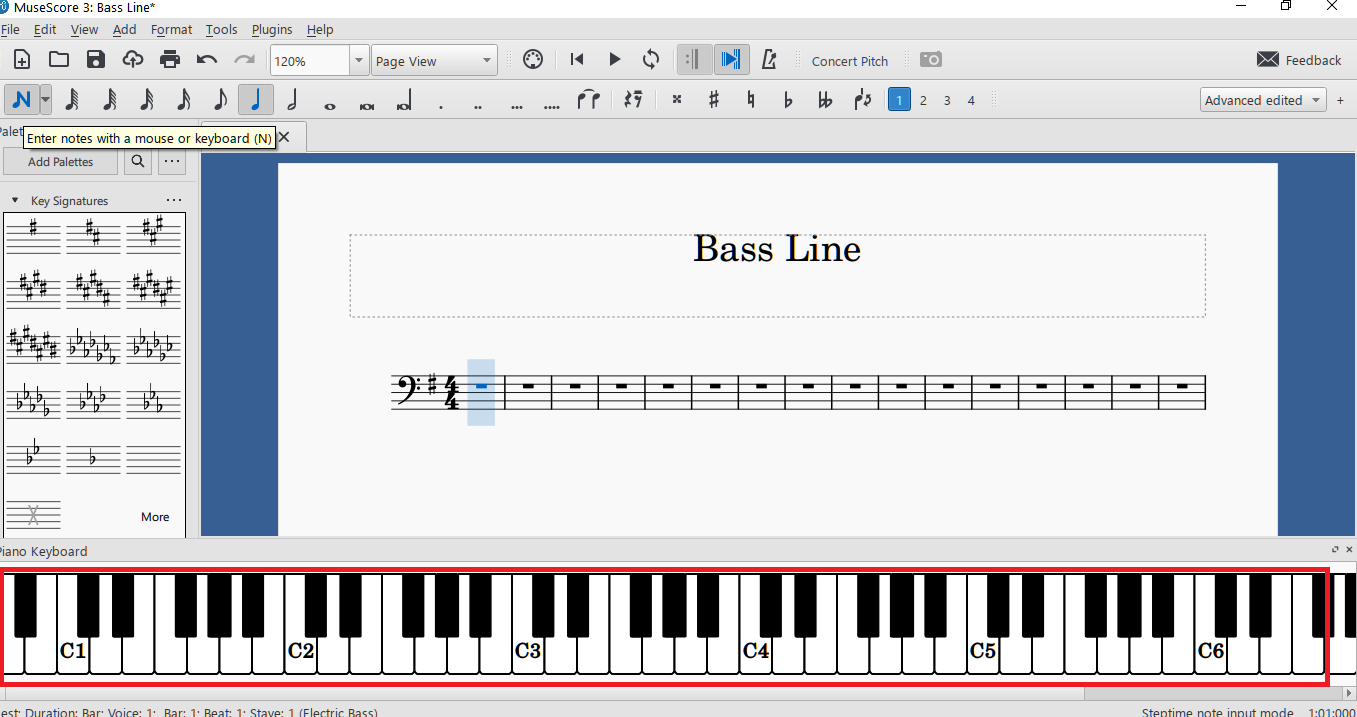 MuseScore 3: Bass Line*
File Edit View Add Format Tools Plugins Help
120% Page View Concert Pitch Feedback
N 1 2 3 4 Advanced edited +
Palet
Enter notes with a mouse or keyboard (N)
Add Palettes ...
Key Signatures ...
More
Bass Line
Piano Keyboard
C1 C2 C3 C4 C5 C6
est; Duration: Bar; Voice: 1; Bar: 1; Beat: 1; Stave: 1 (Electric Bass) Steptime note input mode 1:01:000